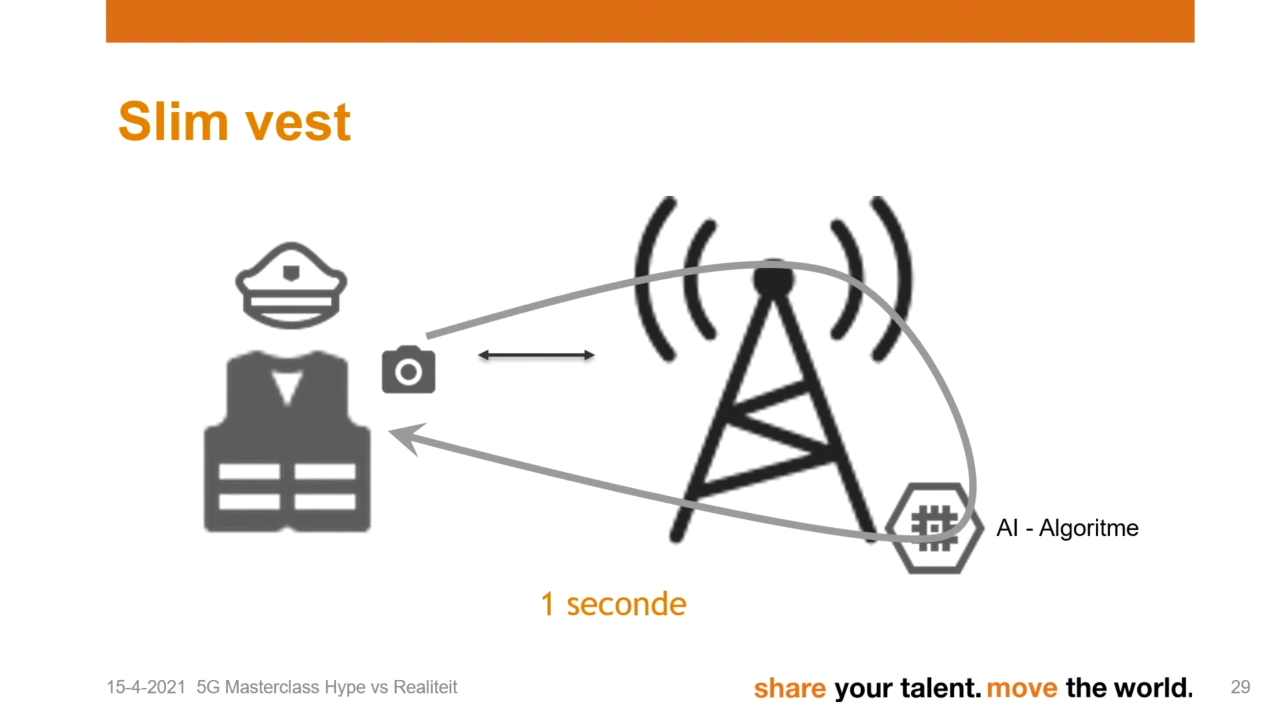 Slim vest
AI - Algoritme
1 seconde
15-4-2021 5G Masterclass Hype vs Realiteit
share your talent. move the world.
29